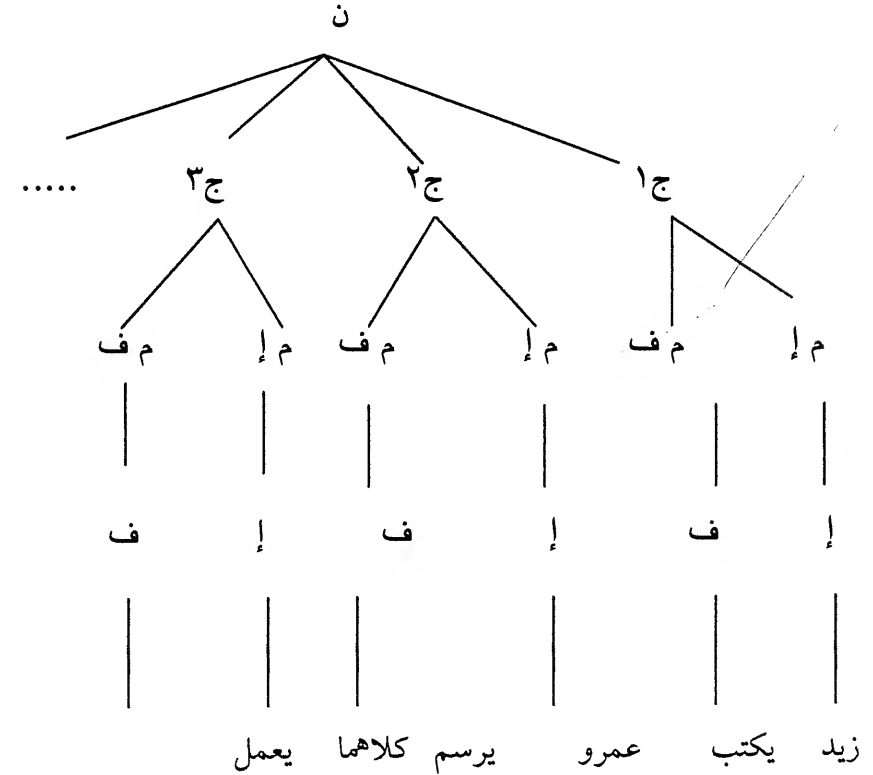 ن
ج١ ج٢ ج٣ .....
م إ م ف م إ م ف م إ م ف
إ ف إ ف إ ف
زيد يكتب عمرو يرسم كلاهما يعمل